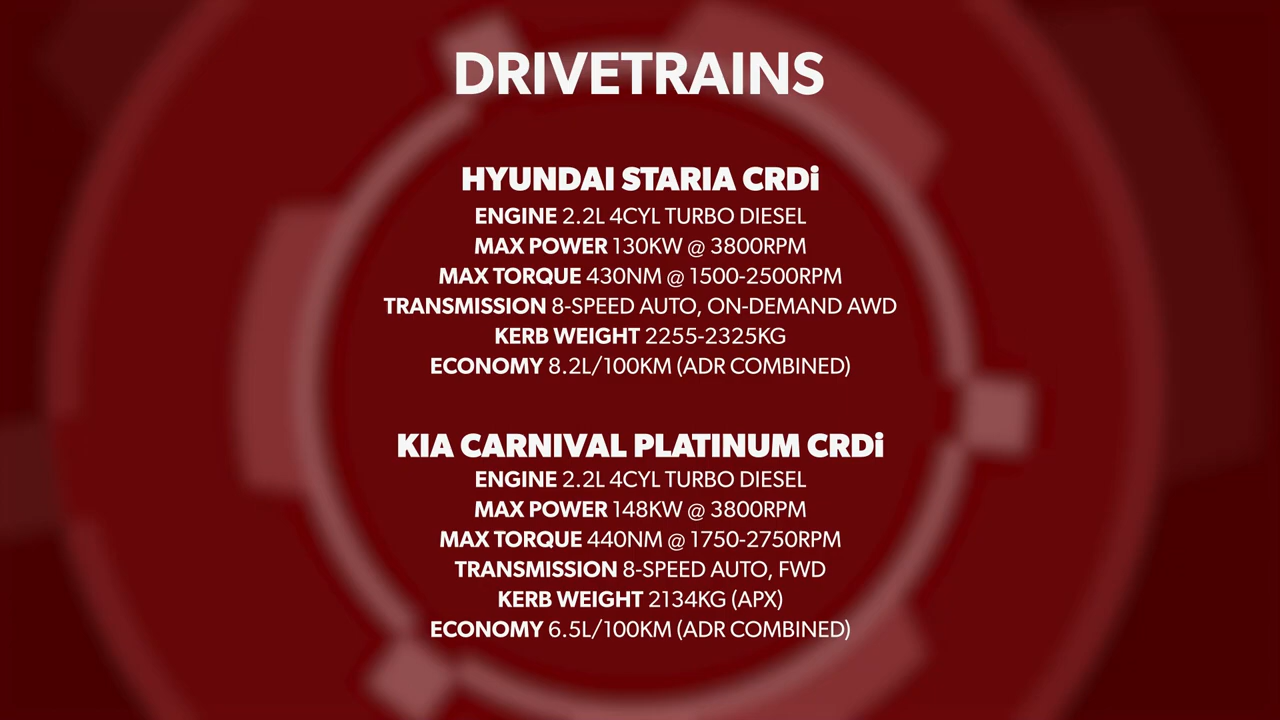 DRIVETRAINS
HYUNDAI STARIA CRDi
ENGINE 2.2L 4CYL TURBO DIESEL
MAX POWER 130KW @ 3800RPM
MAX TORQUE 430NM @ 1500-2500RPM
TRANSMISSION 8-SPEED AUTO, ON-DEMAND AWD
KERB WEIGHT 2255-2325KG
ECONOMY 8.2L/100KM (ADR COMBINED)
KIA CARNIVAL PLATINUM CRDi
ENGINE 2.2L 4CYL TURBO DIESEL
MAX POWER 148KW @ 3800RPM
MAX TORQUE 440NM @ 1750-2750RPM
TRANSMISSION 8-SPEED AUTO, FWD
KERB WEIGHT 2134KG (APX)
ECONOMY 6.5L/100KM (ADR COMBINED)